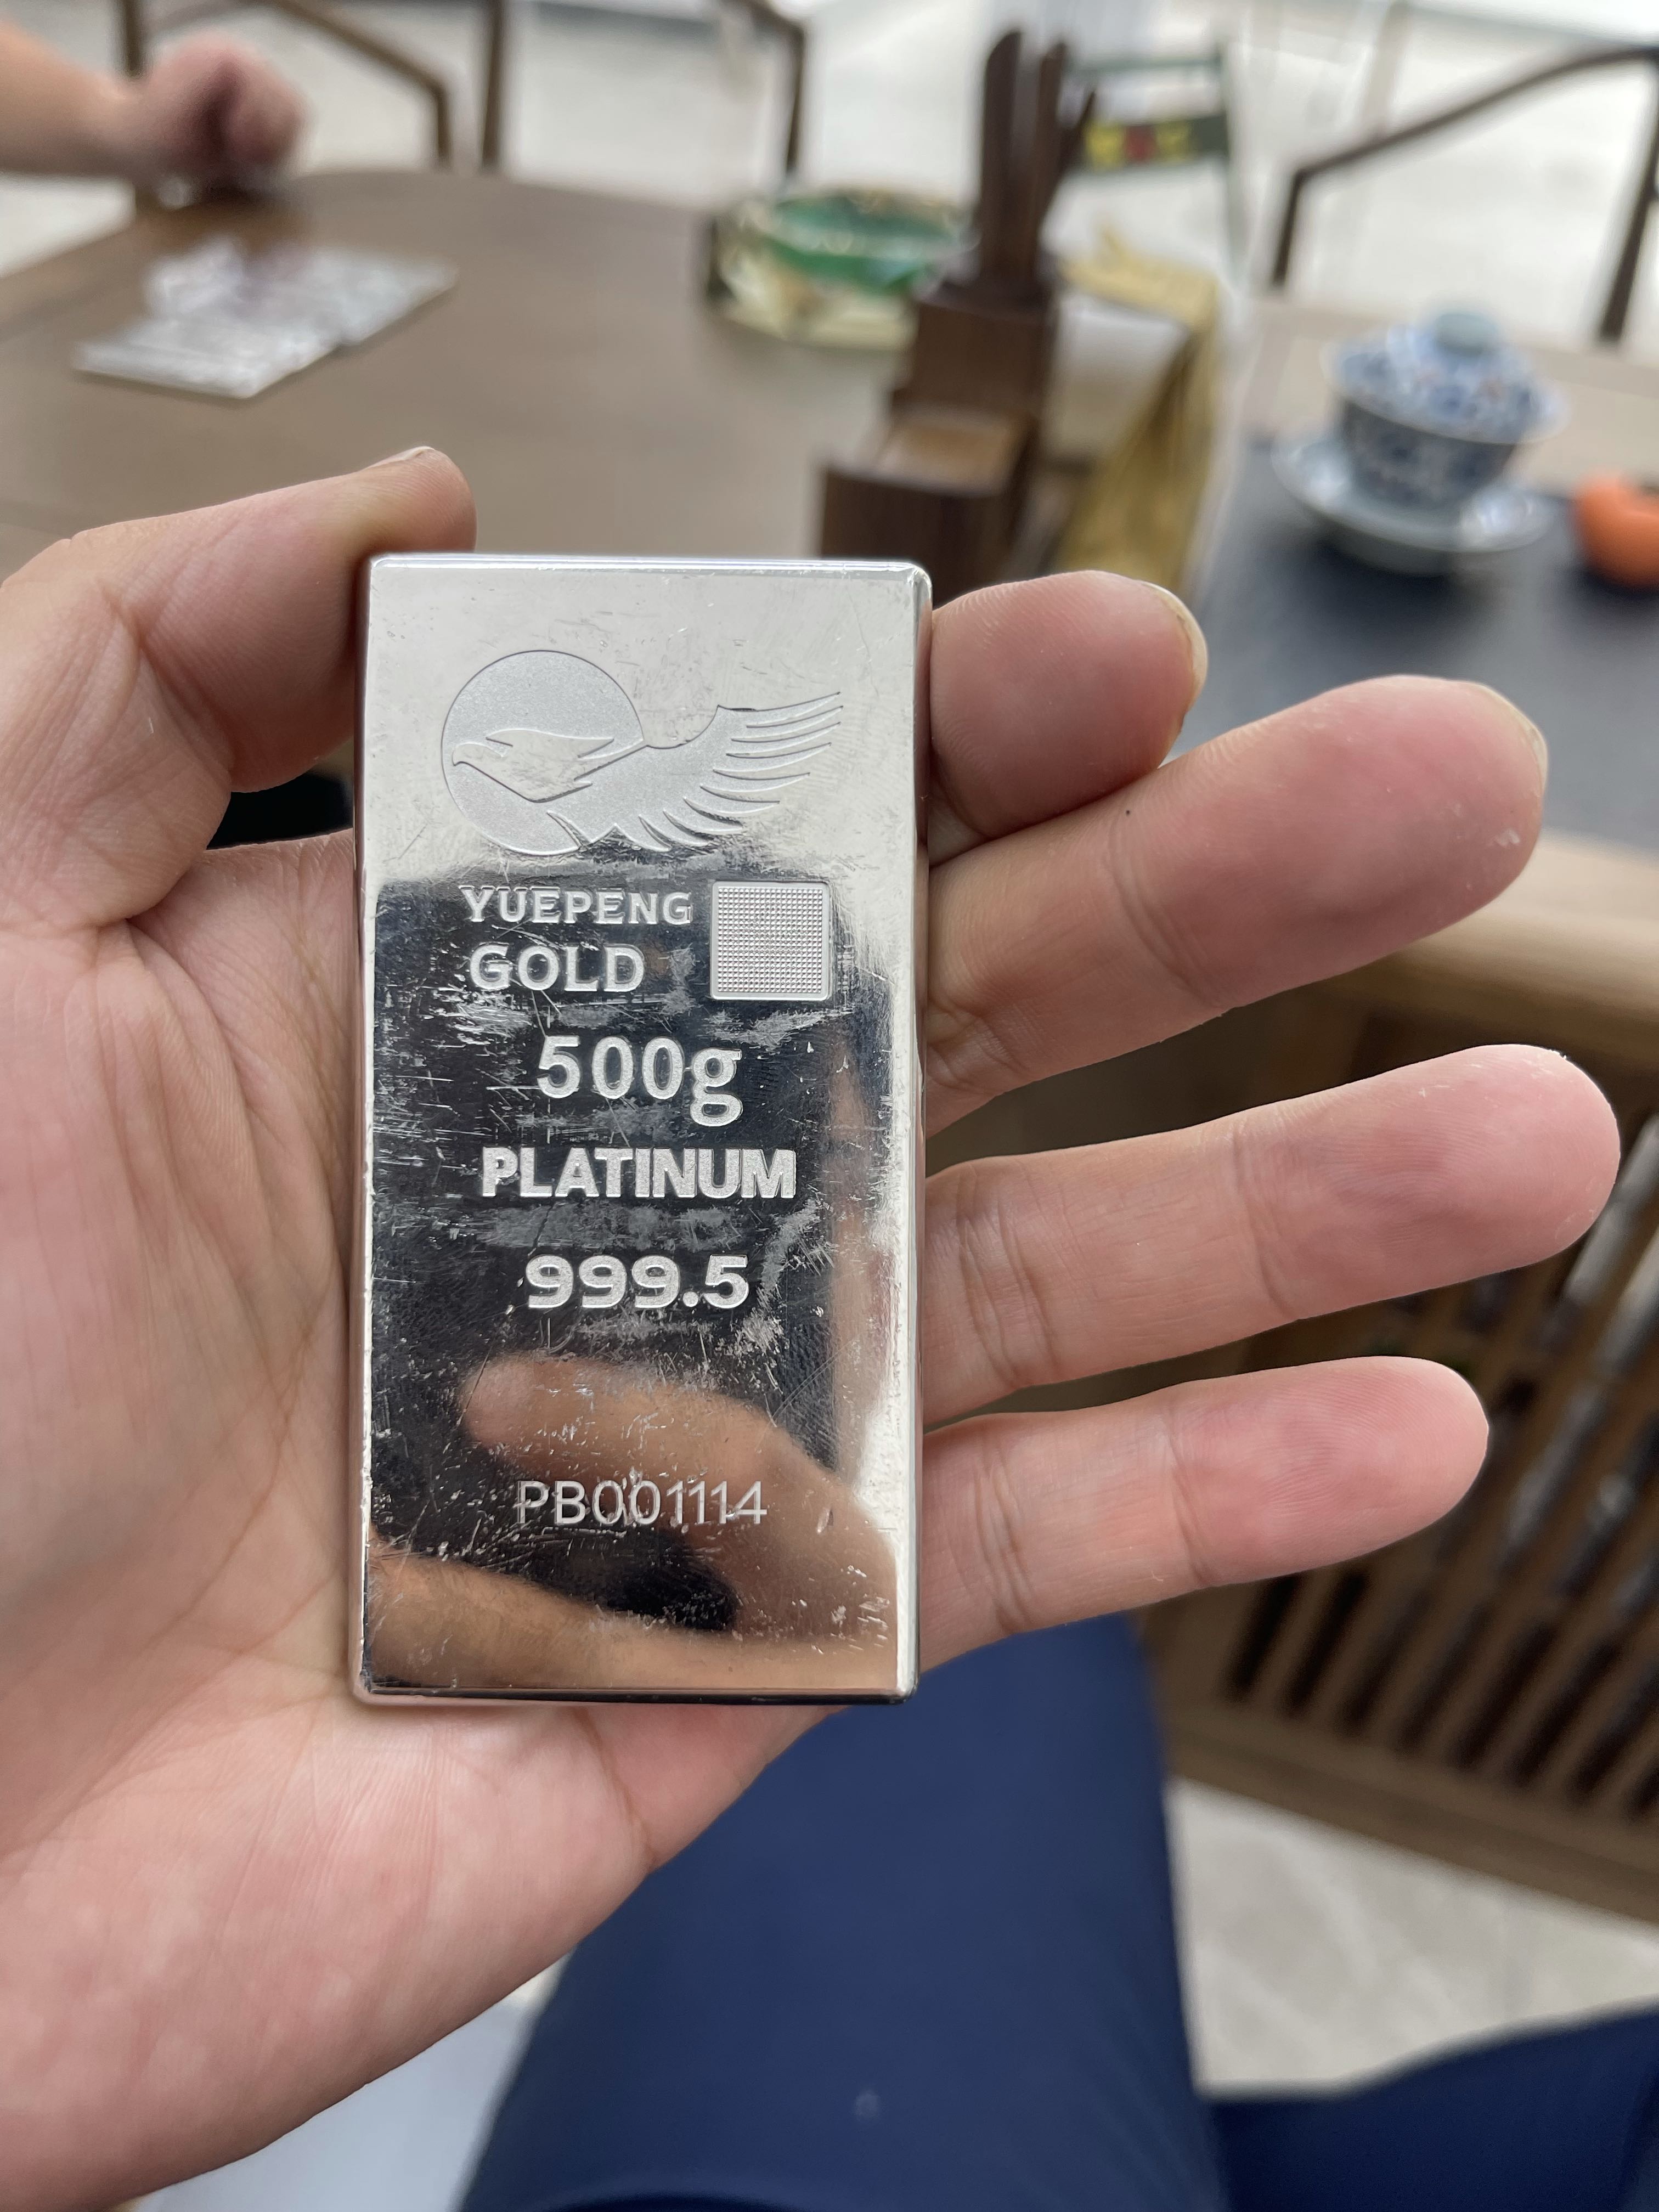 YUEPENG
GOLD
500g
PLATINUM
999.5
PB001114